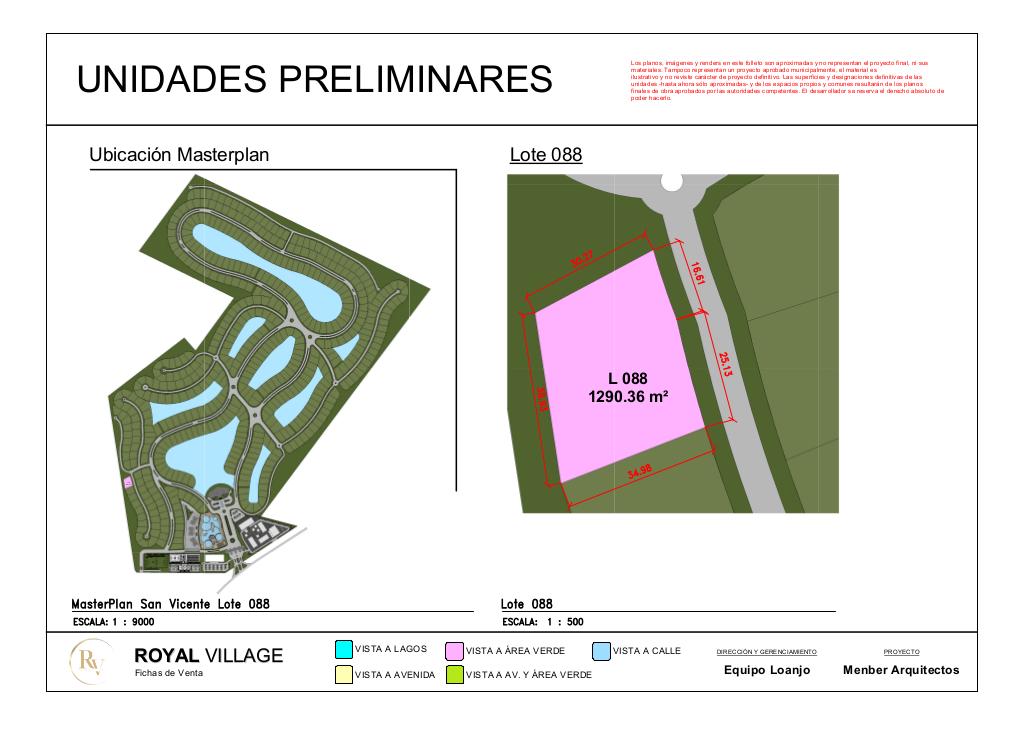 UNIDADES PRELIMINARES
Los planos, imágenes y renders en este folleto son aproximadas y no representan el proyecto final, ni sus
materiales. Tampoco representan un proyecto aprobado municipalmente, el material es
ilustrativo y no reviste carácter de proyecto definitivo. Las superficies y designaciones definitivas de las
unidades -hasta ahora sólo aproximadas- y de los espacios propios y comunes resultarán de los planos
finales de obra aprobados por las autoridades competentes. El desarrollador se reserva el derecho absoluto de
poder hacerlo.
Ubicación Masterplan
Lote 088
16.61
25.13
L 088
1290.36 m²
34.98
MasterPlan San Vicente Lote 088
ESCALA: 1 : 9000
Lote 088
ESCALA: 1 : 500
RV
ROYAL VILLAGE
Fichas de Venta
VISTA A LAGOS
VISTA A ÁREA VERDE
VISTA A CALLE
VISTA A AVENIDA
VISTA A AV. Y ÁREA VERDE
DIRECCIÓN Y GERENCIAMIENTO
Equipo Loanjo
PROYECTO
Menber Arquitectos